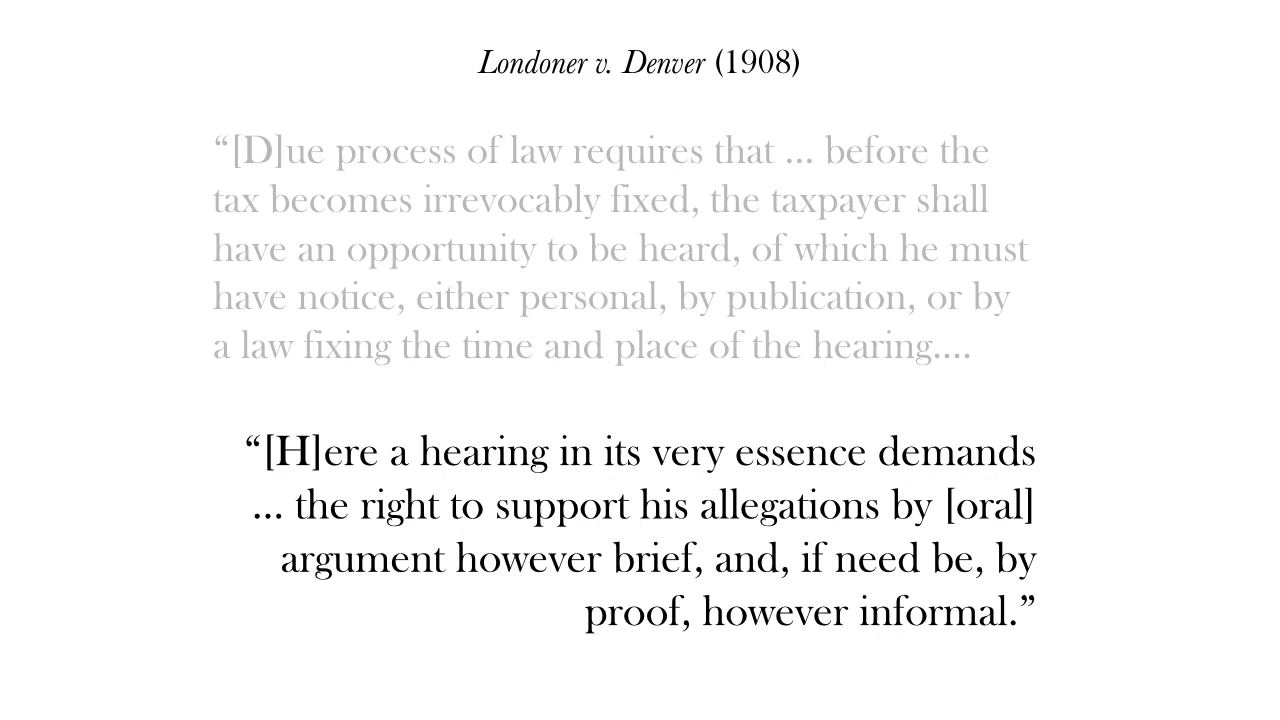 Londoner v. Denver (1908)
“[D]ue process of law requires that ... before the
tax becomes irrevocably fixed, the taxpayer shall
have an opportunity to be heard, of which he must
have notice, either personal, by publication, or by
a law fixing the time and place of the hearing....
“[H]ere a hearing in its very essence demands
... the right to support his allegations by [oral]
argument however brief, and, if need be, by
proof, however informal.”